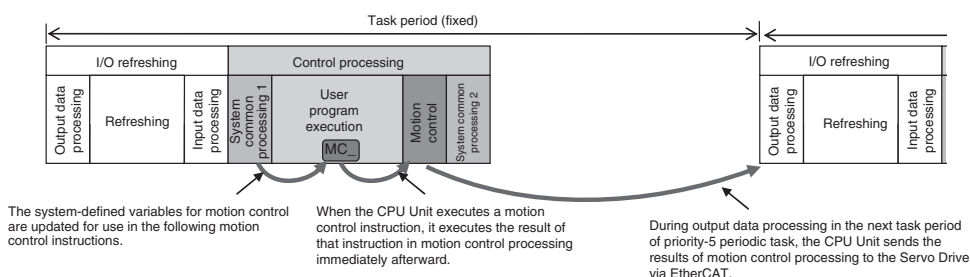 Task period (fixed)
I/O refreshing
Control processing
Output data
processing
Refreshing
Input data
processing
System
common
processing 1
User
program
execution
MC_
Motion
control
System common
processing 2
I/O refreshing
Output data
processing
Refreshing
Input data
processing
The system-defined variables for motion control
are updated for use in the following motion
control instructions.
When the CPU Unit executes a motion
control instruction, it executes the result of
that instruction in motion control processing
immediately afterward.
During output data processing in the next task period
of priority-5 periodic task, the CPU Unit sends the
results of motion control processing to the Servo Drive
via EtherCAT.